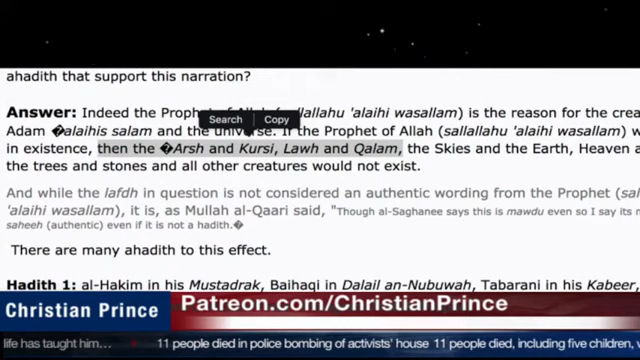 ahadith that support this narration?
Search Copy
Answer: Indeed the Prophet of Allah (sallallahu 'alaihi wasallam) is the reason for the crea
Adam �alaihis salam and the universe. If the Prophet of Allah (sallallahu 'alaihi wasallam) w
in existence, then the �Arsh and Kursi, Lawh and Qalam, the Skies and the Earth, Heaven a
the trees and stones and all other creatures would not exist.
And while the lafdh in question is not considered an authentic wording from the Prophet (sa
'alaihi wasallam), it is, as Mullah al-Qaari said, "Though al-Saghanee says this is mawdu even so I say its m
saheeh (authentic) even if it is not a hadith.�
There are many ahadith to this effect.
Hadith 1: al-Hakim in his Mustadrak, Baihaqi in Dalail an-Nubuwah, Tabarani in his Kabeer,
Christian Prince Patreon.com/ChristianPrince
life has taught him… 11 people died in bombing of activists' house 11 people died, including five children, w